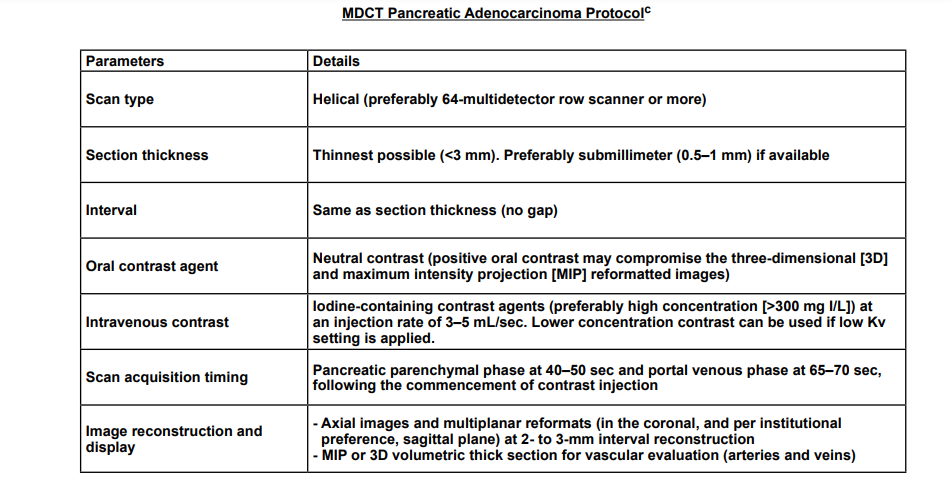 MDCT Pancreatic Adenocarcinoma Protocolc
Parameters
Details
Scan type
Helical (preferably 64-multidetector row scanner or more)
Section thickness
Thinnest possible (<3 mm). Preferably submillimeter (0.5–1 mm) if available
Interval
Same as section thickness (no gap)
Oral contrast agent
Neutral contrast (positive oral contrast may compromise the three-dimensional [3D]
and maximum intensity projection [MIP] reformatted images)
Intravenous contrast
Iodine-containing contrast agents (preferably high concentration [>300 mg I/L]) at
an injection rate of 3–5 mL/sec. Lower concentration contrast can be used if low Kv
setting is applied.
Scan acquisition timing
Pancreatic parenchymal phase at 40–50 sec and portal venous phase at 65–70 sec,
following the commencement of contrast injection
Image reconstruction and
display
- Axial images and multiplanar reformats (in the coronal, and per institutional
preference, sagittal plane) at 2- to 3-mm interval reconstruction
- MIP or 3D volumetric thick section for vascular evaluation (arteries and veins)